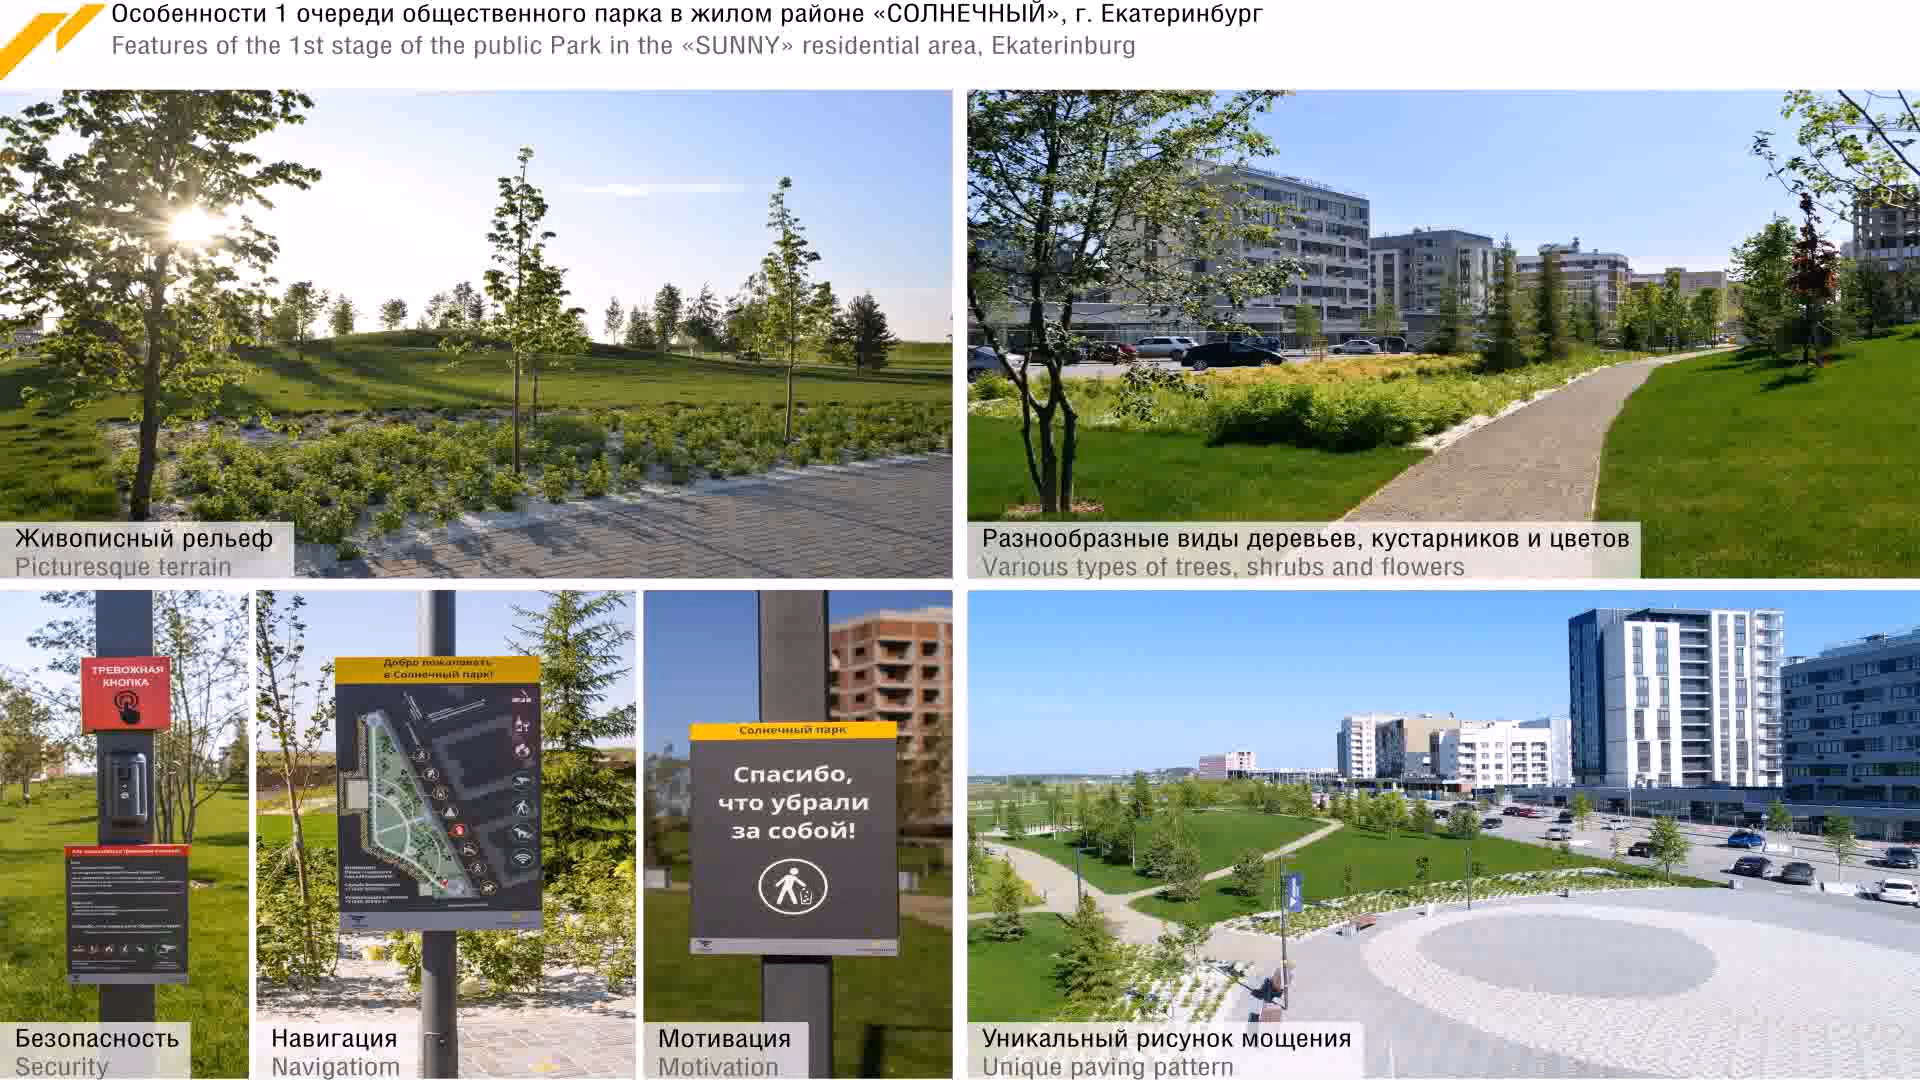 Особенности 1 очереди общественного парка в жилом районе «СОЛНЕЧНЫЙ», г. Екатеринбург
Features of the 1st stage of the public Park in the «SUNNY» residential area, Ekaterinburg
Живописный рельеф
Picturesque terrain
Разнообразные виды деревьев, кустарников и цветов
Various types of trees, shrubs and flowers
ТРЕВОЖНАЯ
КНОПКА
Безопасность
Security
Добро пожаловать
в Солнечный парк!
Навигация
Navigatiom
Солнечный парк
Спасибо,
что убрали
за собой!
Мотивация
Motivation
Уникальный рисунок мощения
Unique paving pattern